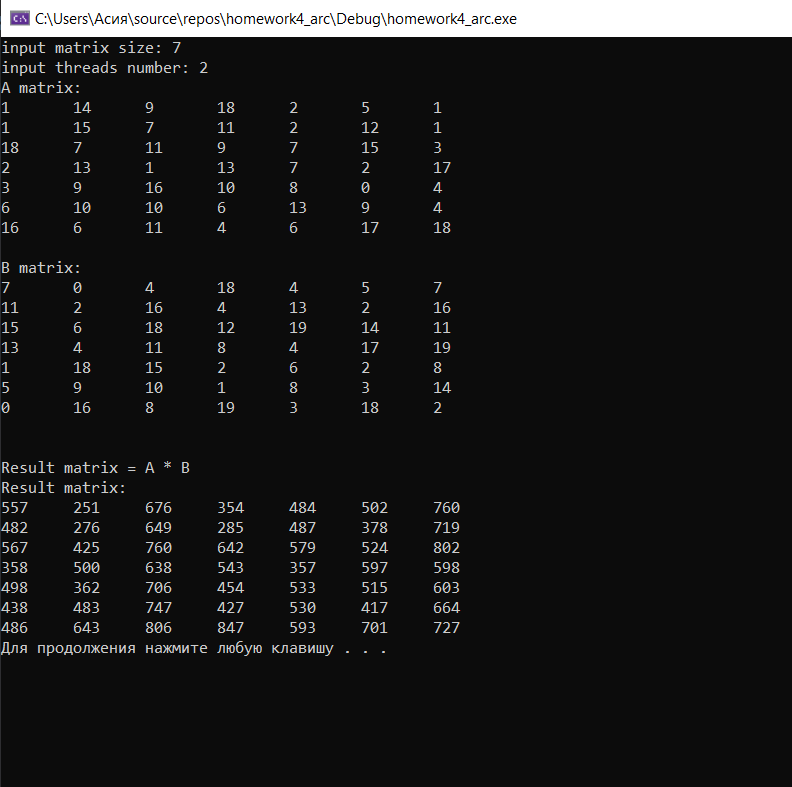 C:\Users\Асия\source\repos\homework4_arc\Debug\homework4_arc.exe
input matrix size: 7
input threads number: 2
A matrix:
1 14 9 18 2 5 1
1 15 7 11 2 12 1
18 7 11 9 7 15 3
2 13 1 13 7 2 17
3 9 16 10 8 0 4
6 10 10 6 13 9 4
16 6 11 4 6 17 18
B matrix:
7 0 4 18 4 5 7
11 2 16 4 13 2 16
15 6 18 12 19 14 11
13 4 11 8 4 17 19
1 18 15 2 6 2 8
5 9 10 1 8 3 14
0 16 8 19 3 18 2
Result matrix = A * B
Result matrix:
557 251 676 354 484 502 760
482 276 649 285 487 378 719
567 425 760 642 579 524 802
358 500 638 543 357 597 598
498 362 706 454 533 515 603
438 483 747 427 530 417 664
486 643 806 847 593 701 727
Для продолжения нажмите любую клавишу . . .